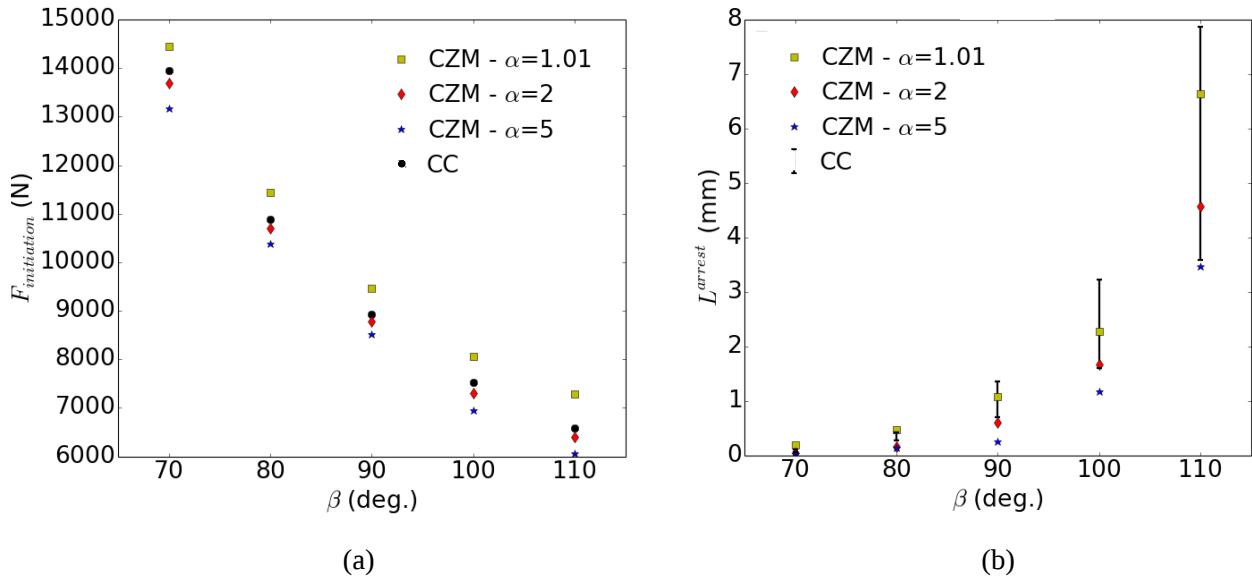 15000
14000
13000
12000
11000
10000
9000
8000
7000
6000
F_initiation (N)
CZM - α=1.01
CZM - α=2
CZM - α=5
CC
70 80 90 100 110
β (deg.)
(a)
8
7
6
5
4
3
2
1
0
L^arrest (mm)
CZM - α=1.01
CZM - α=2
CZM - α=5
CC
70 80 90 100 110
β (deg.)
(b)